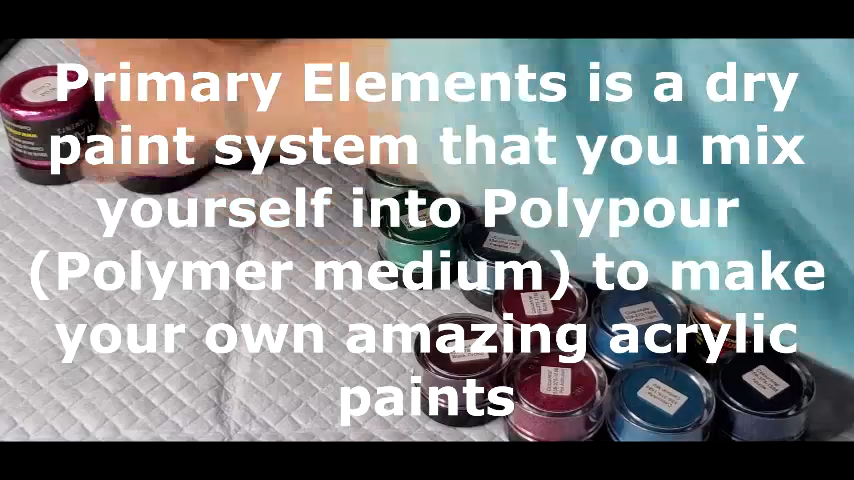 Primary Elements is a dry
paint system that you mix
yourself into Polypour
(Polymer medium) to make
your own amazing acrylic
paints